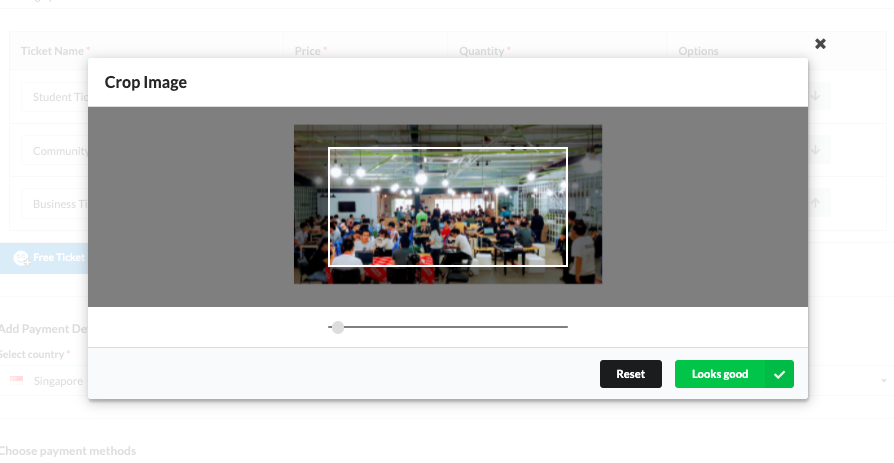 Ticket Name *
Price *
Quantity *
Options
Crop Image
Student Tic
Community
Business Ti
Free Ticket
Reset
Looks good
Add Payment De
Select country *
Singapore
Choose payment methods